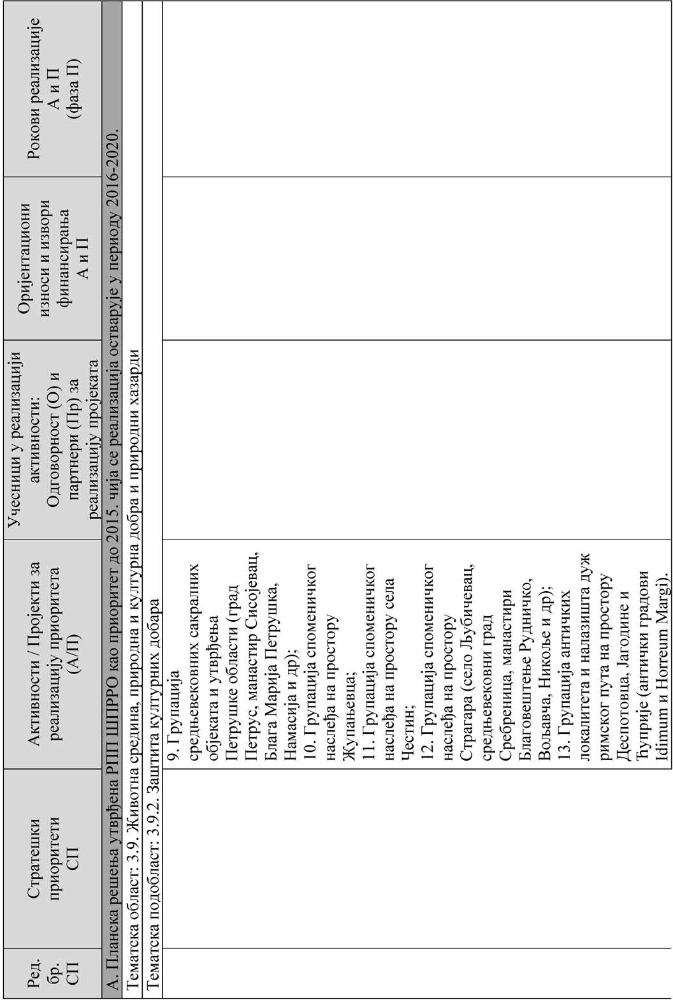 Ред.
бр.
СП
Стратешки
приоритети
СП
Активности / Пројекти за
реализацију приоритета
(А/П)
Учесници у реализацији
активности:
Одговорност (О) и
партнери (Пр) за
реализацију пројеката
Оријентациони
износи и извори
финансирања
А и П
Рокови реализације
А и П
(фаза П)
А. Планска решења утврђена РПП ШПРРО као приоритет до 2015. чија се реализација остварује у периоду 2016-2020.
Тематска област: 3.9. Животна средина, природна и културна добра и природни хазарди
Тематска подобласт: 3.9.2. Заштита културних добара
9. Групација
средњевековних сакралних
објеката и утврђења
Петрушке области (град
Петрус, манастир Сисојевац,
Блага Марија Петрушка,
Намасија и др);
10. Групација споменичког
наслеђа на простору
Жупањевца;
11. Групација споменичког
наслеђа на простору села
Честин;
12. Групација споменичког
наслеђа на простору
Страгара (село Љубичевац,
средњевековни град
Сребреница, манастири
Благовештење Рудничко,
Вољавча, Никоље и др);
13. Групација античких
локалитета и налазишта дуж
римског пута на простору
Деспотовца, Јагодине и
Ћуприје (антички градови
Idimum и Horreum Margi).